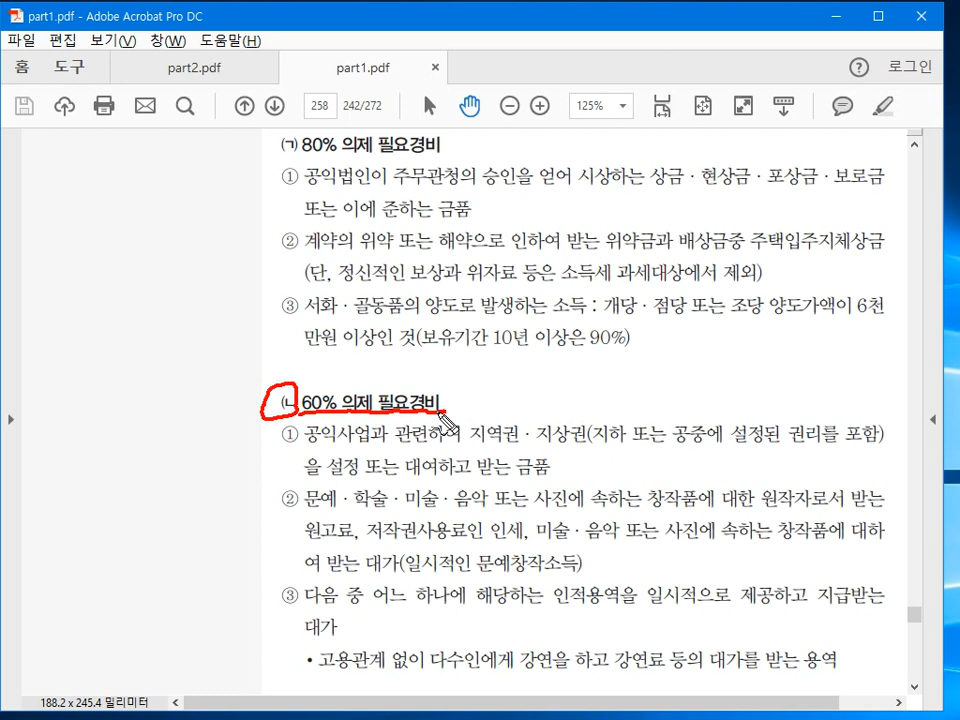 part1.pdf - Adobe Acrobat Pro DC
파일 편집 보기(V) 창(W) 도움말(H)
홈 도구 part2.pdf part1.pdf × ? 로그인
258 242/272 125%
(ㄱ) 80% 의제 필요경비
① 공익법인이 주무관청의 승인을 얻어 시상하는 상금 · 현상금 · 포상금 · 보로금
또는 이에 준하는 금품
② 계약의 위약 또는 해약으로 인하여 받는 위약금과 배상금중 주택입주지체상금
(단, 정신적인 보상과 위자료 등은 소득세 과세대상에서 제외)
③ 서화 · 골동품의 양도로 발생하는 소득 : 개당 · 점당 또는 조당 양도가액이 6천
만원 이상인 것(보유기간 10년 이상은 90%)
(ㄴ) 60% 의제 필요경비
① 공익사업과 관련하여 지역권 · 지상권(지하 또는 공중에 설정된 권리를 포함)
을 설정 또는 대여하고 받는 금품
② 문예 · 학술 · 미술 · 음악 또는 사진에 속하는 창작품에 대한 원작자로서 받는
원고료, 저작권사용료인 인세, 미술 · 음악 또는 사진에 속하는 창작품에 대하
여 받는 대가(일시적인 문예창작소득)
③ 다음 중 어느 하나에 해당하는 인적용역을 일시적으로 제공하고 지급받는
대가
• 고용관계 없이 다수인에게 강연을 하고 강연료 등의 대가를 받는 용역
188.2 x 245.4 밀리미터